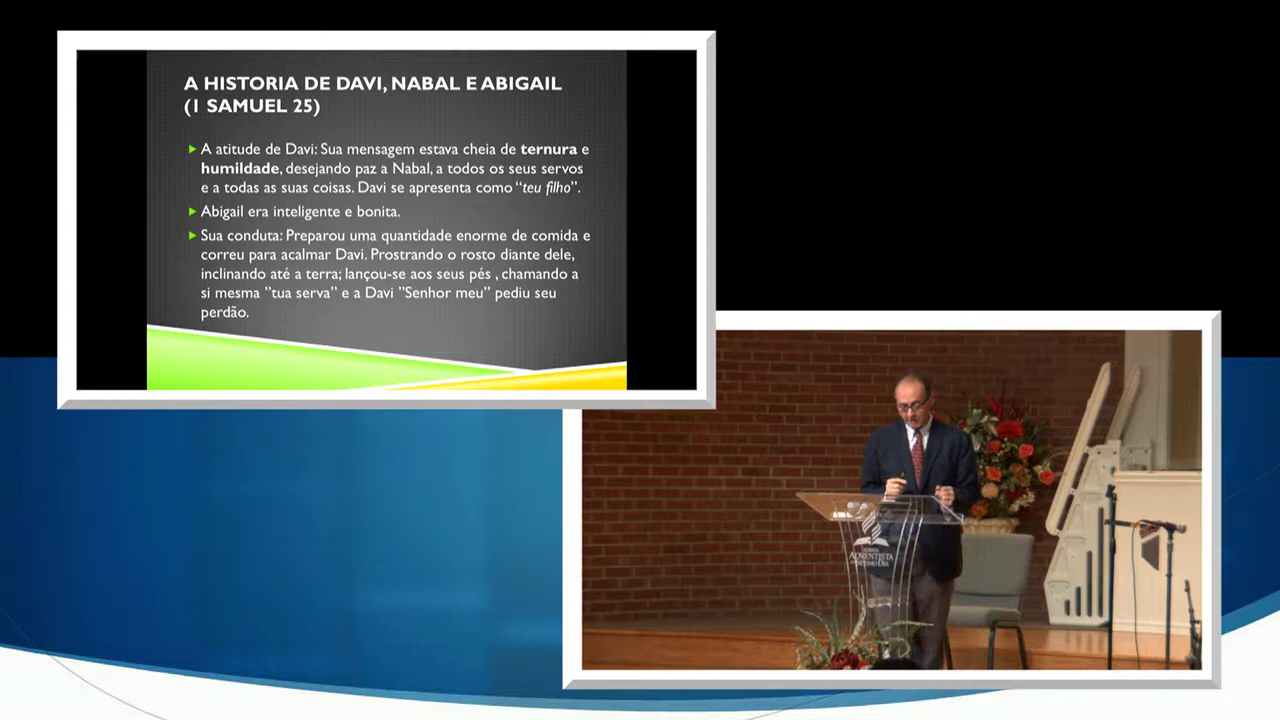 A HISTORIA DE DAVI, NABAL E ABIGAIL
(1 SAMUEL 25)
A atitude de Davi: Sua mensagem estava cheia de ternura e
humildade, desejando paz a Nabal, a todos os seus servos
e a todas as suas coisas. Davi se apresenta como “teu filho”.
Abigail era inteligente e bonita.
Sua conduta: Preparou uma quantidade enorme de comida e
correu para acalmar Davi. Prostrando o rosto diante dele,
inclinando até a terra; lançou-se aos seus pés , chamando a
si mesma ”tua serva” e a Davi ”Senhor meu” pediu seu
perdão.
IGREJA
ADVENTISTA
DO SÉTIMO DIA